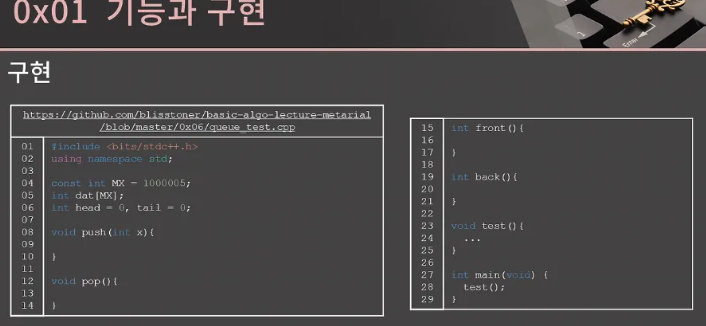 0x01 기능과 구현
구현
https://github.com/blisstoner/basic-algo-lecture-metarial
/blob/master/0x06/queue_test.cpp
01 #include <bits/stdc++.h>
02 using namespace std;
03
04 const int MX = 1000005;
05 int dat[MX];
06 int head = 0, tail = 0;
07
08 void push(int x){
09
10 }
11
12 void pop(){
13
14 }
15 int front(){
16
17 }
18
19 int back(){
20
21 }
22
23 void test(){
24 ...
25 }
26
27 int main(void) {
28 test();
29 }
Enter